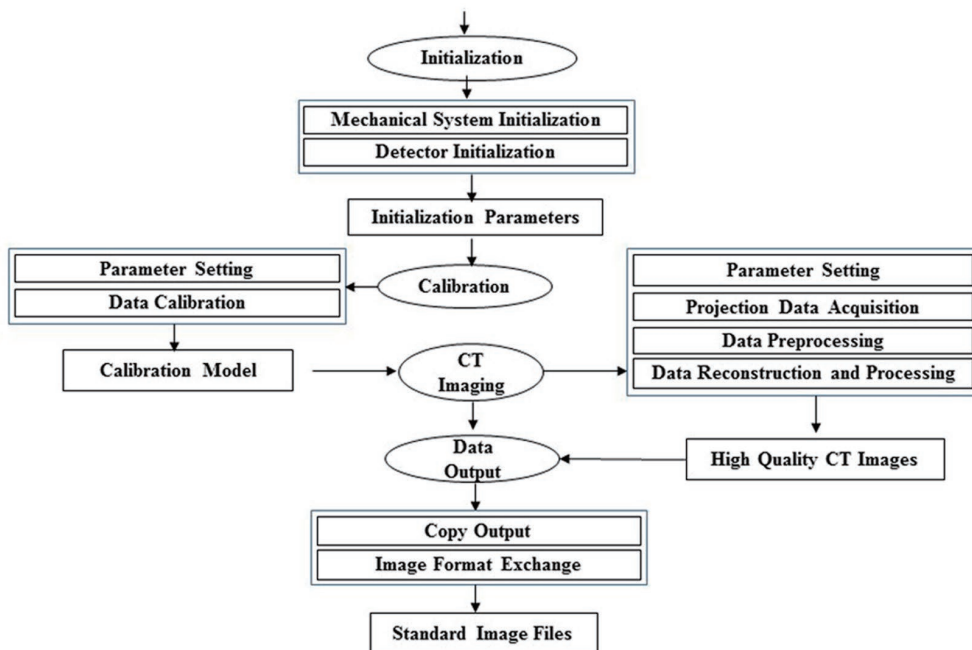 Initialization
Mechanical System Initialization
Detector Initialization
Initialization Parameters
Parameter Setting
Data Calibration
Calibration
Parameter Setting
Projection Data Acquisition
Data Preprocessing
Data Reconstruction and Processing
Calibration Model
CT
Imaging
Data
Output
High Quality CT Images
Copy Output
Image Format Exchange
Standard Image Files